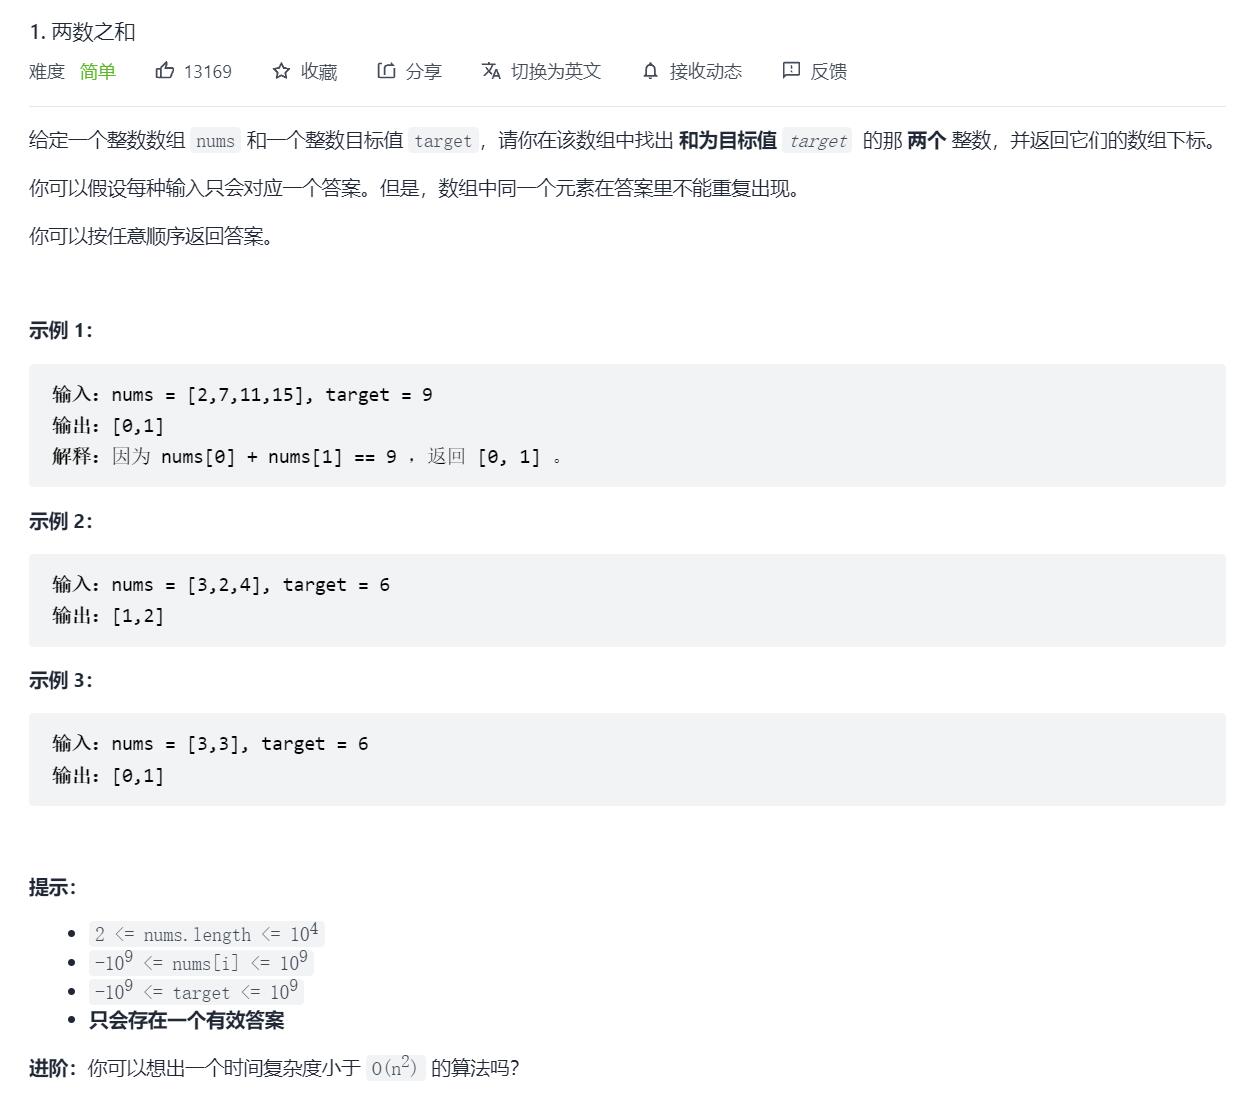 1. 两数之和
难度 简单 13169 收藏 分享 切换为英文 接收动态 反馈
给定一个整数数组 nums 和一个整数目标值 target，请你在该数组中找出 和为目标值 target 的那 两个 整数，并返回它们的数组下标。
你可以假设每种输入只会对应一个答案。但是，数组中同一个元素在答案里不能重复出现。
你可以按任意顺序返回答案。
示例 1：
输入：nums = [2,7,11,15], target = 9
输出：[0,1]
解释：因为 nums[0] + nums[1] == 9 ，返回 [0, 1] 。
示例 2：
输入：nums = [3,2,4], target = 6
输出：[1,2]
示例 3：
输入：nums = [3,3], target = 6
输出：[0,1]
提示：
• 2 <= nums.length <= 10⁴
• -10⁹ <= nums[i] <= 10⁹
• -10⁹ <= target <= 10⁹
• 只会存在一个有效答案
进阶：你可以想出一个时间复杂度小于 O(n²) 的算法吗？